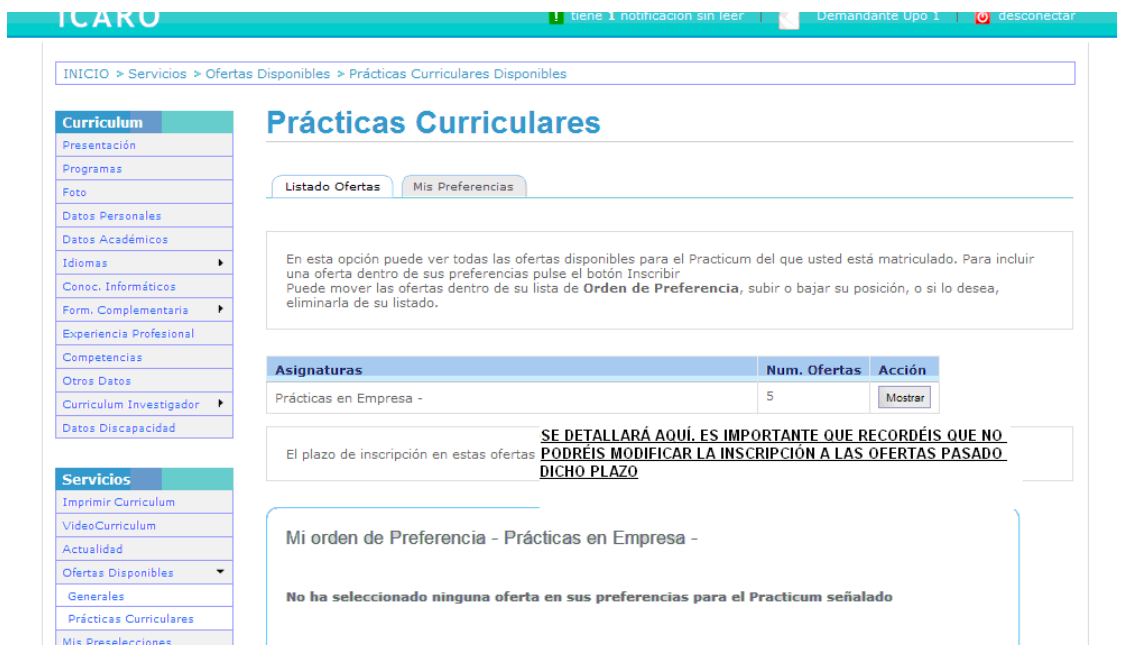 ICARO
tiene 1 notificación sin leer
Demandante Upo 1
desconectar
INICIO > Servicios > Ofertas Disponibles > Prácticas Curriculares Disponibles
Curriculum
Presentación
Programas
Foto
Datos Personales
Datos Académicos
Idiomas
Conoc. Informáticos
Form. Complementaria
Experiencia Profesional
Competencias
Otros Datos
Curriculum Investigador
Datos Discapacidad
Servicios
Imprimir Curriculum
VideoCurriculum
Actualidad
Ofertas Disponibles
Generales
Prácticas Curriculares
Mis Preselecciones
Prácticas Curriculares
Listado Ofertas
Mis Preferencias
En esta opción puede ver todas las ofertas disponibles para el Practicum del que usted está matriculado. Para incluir
una oferta dentro de sus preferencias pulse el botón Inscribir
Puede mover las ofertas dentro de su lista de Orden de Preferencia, subir o bajar su posición, o si lo desea,
eliminarla de su listado.
Asignaturas Num. Ofertas Acción
Prácticas en Empresa - 5 Mostrar
El plazo de inscripción en estas ofertas
SE DETALLARÁ AQUÍ. ES IMPORTANTE QUE RECORDÉIS QUE NO
PODRÉIS MODIFICAR LA INSCRIPCIÓN A LAS OFERTAS PASADO
DICHO PLAZO
Mi orden de Preferencia - Prácticas en Empresa -
No ha seleccionado ninguna oferta en sus preferencias para el Practicum señalado